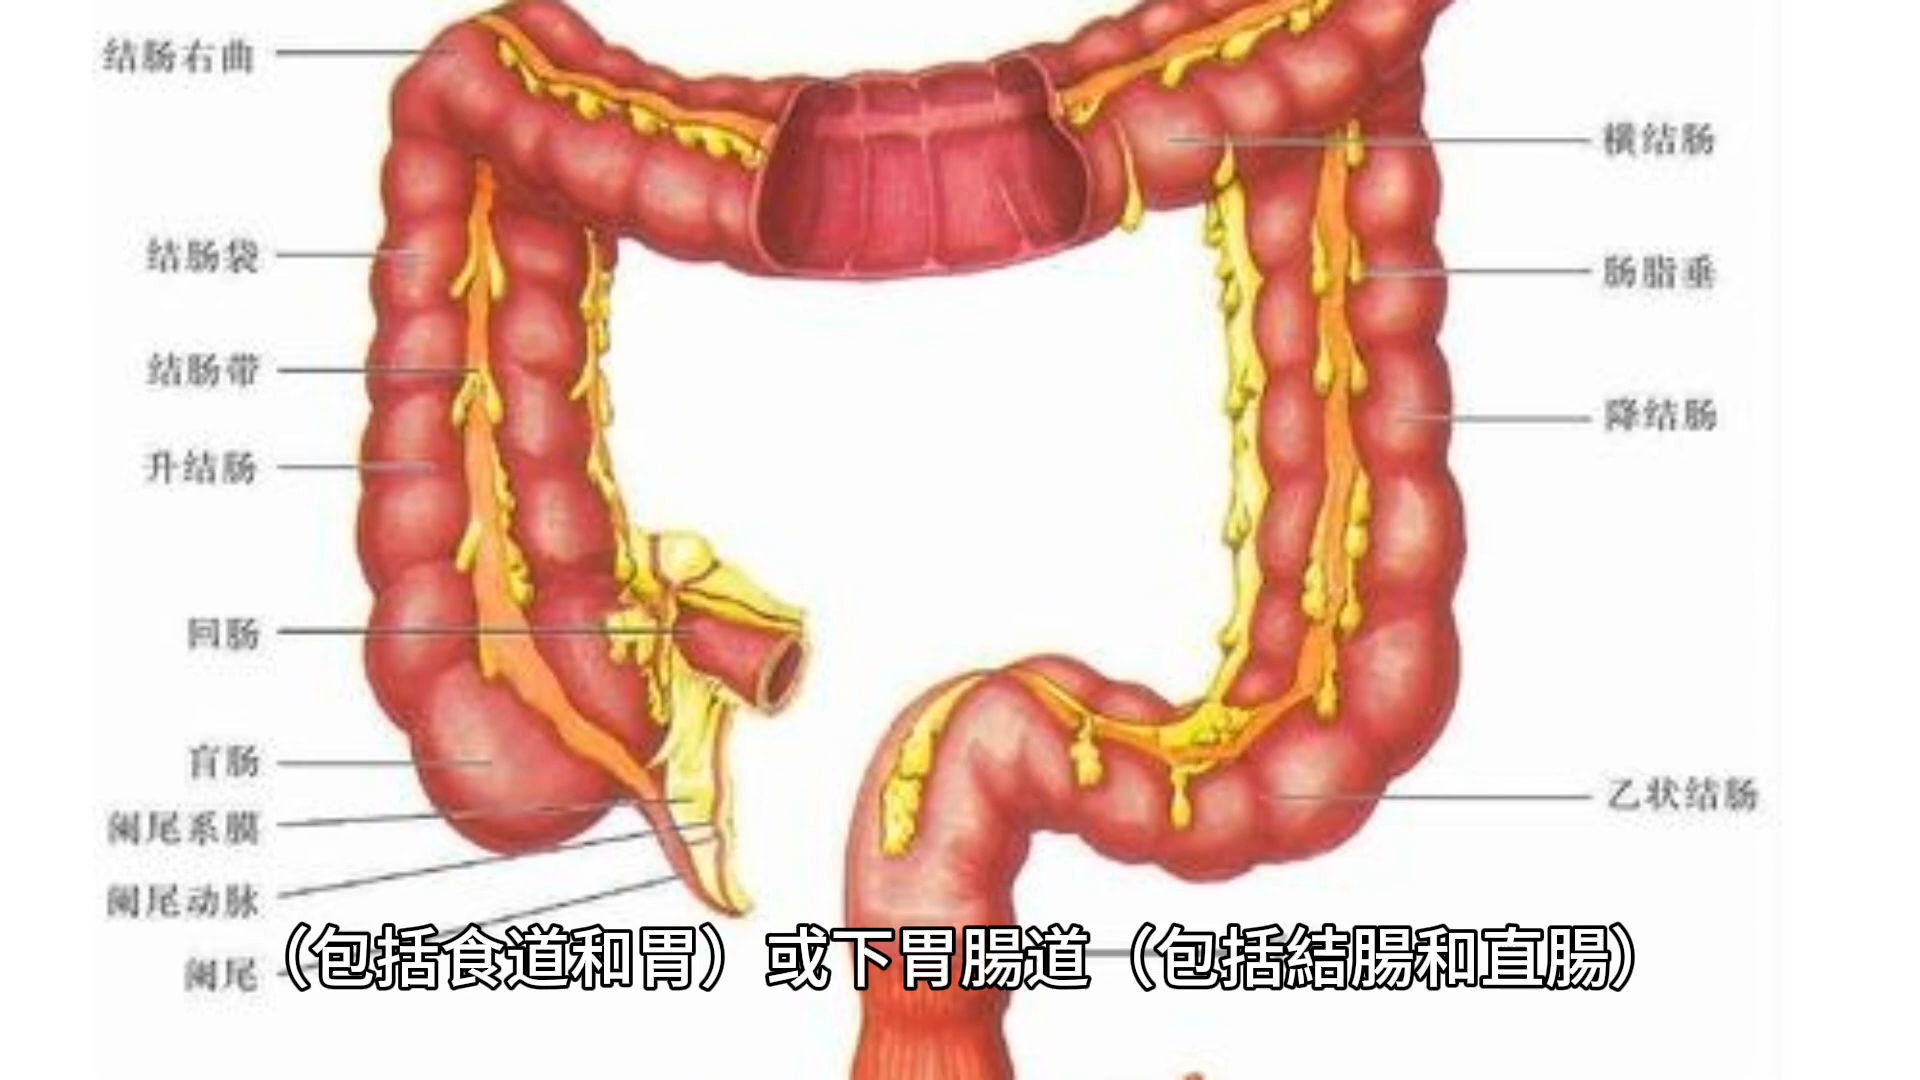 结肠右曲
横结肠
结肠袋
肠脂垂
结肠带
降结肠
升结肠
回肠
盲肠
乙状结肠
阑尾系膜
阑尾动脉
阑尾
（包括食道和胃）或下胃腸道（包括結腸和直腸）